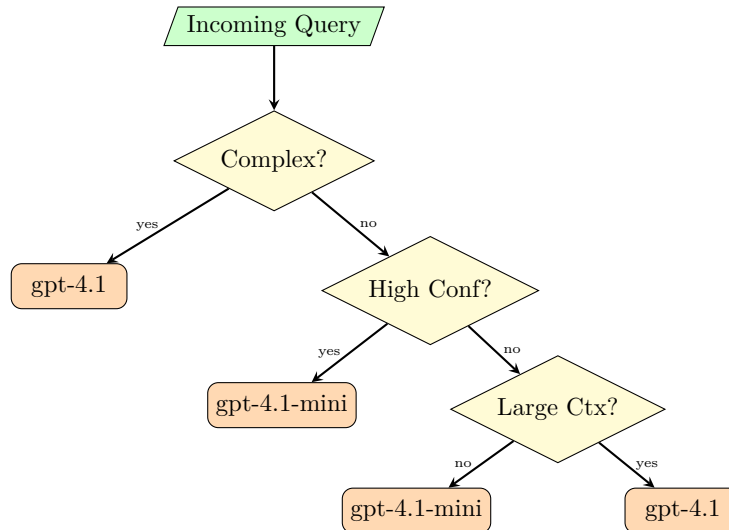 Incoming Query
Complex?
yes
no
gpt-4.1
High Conf?
yes
no
gpt-4.1-mini
Large Ctx?
no
yes
gpt-4.1-mini
gpt-4.1